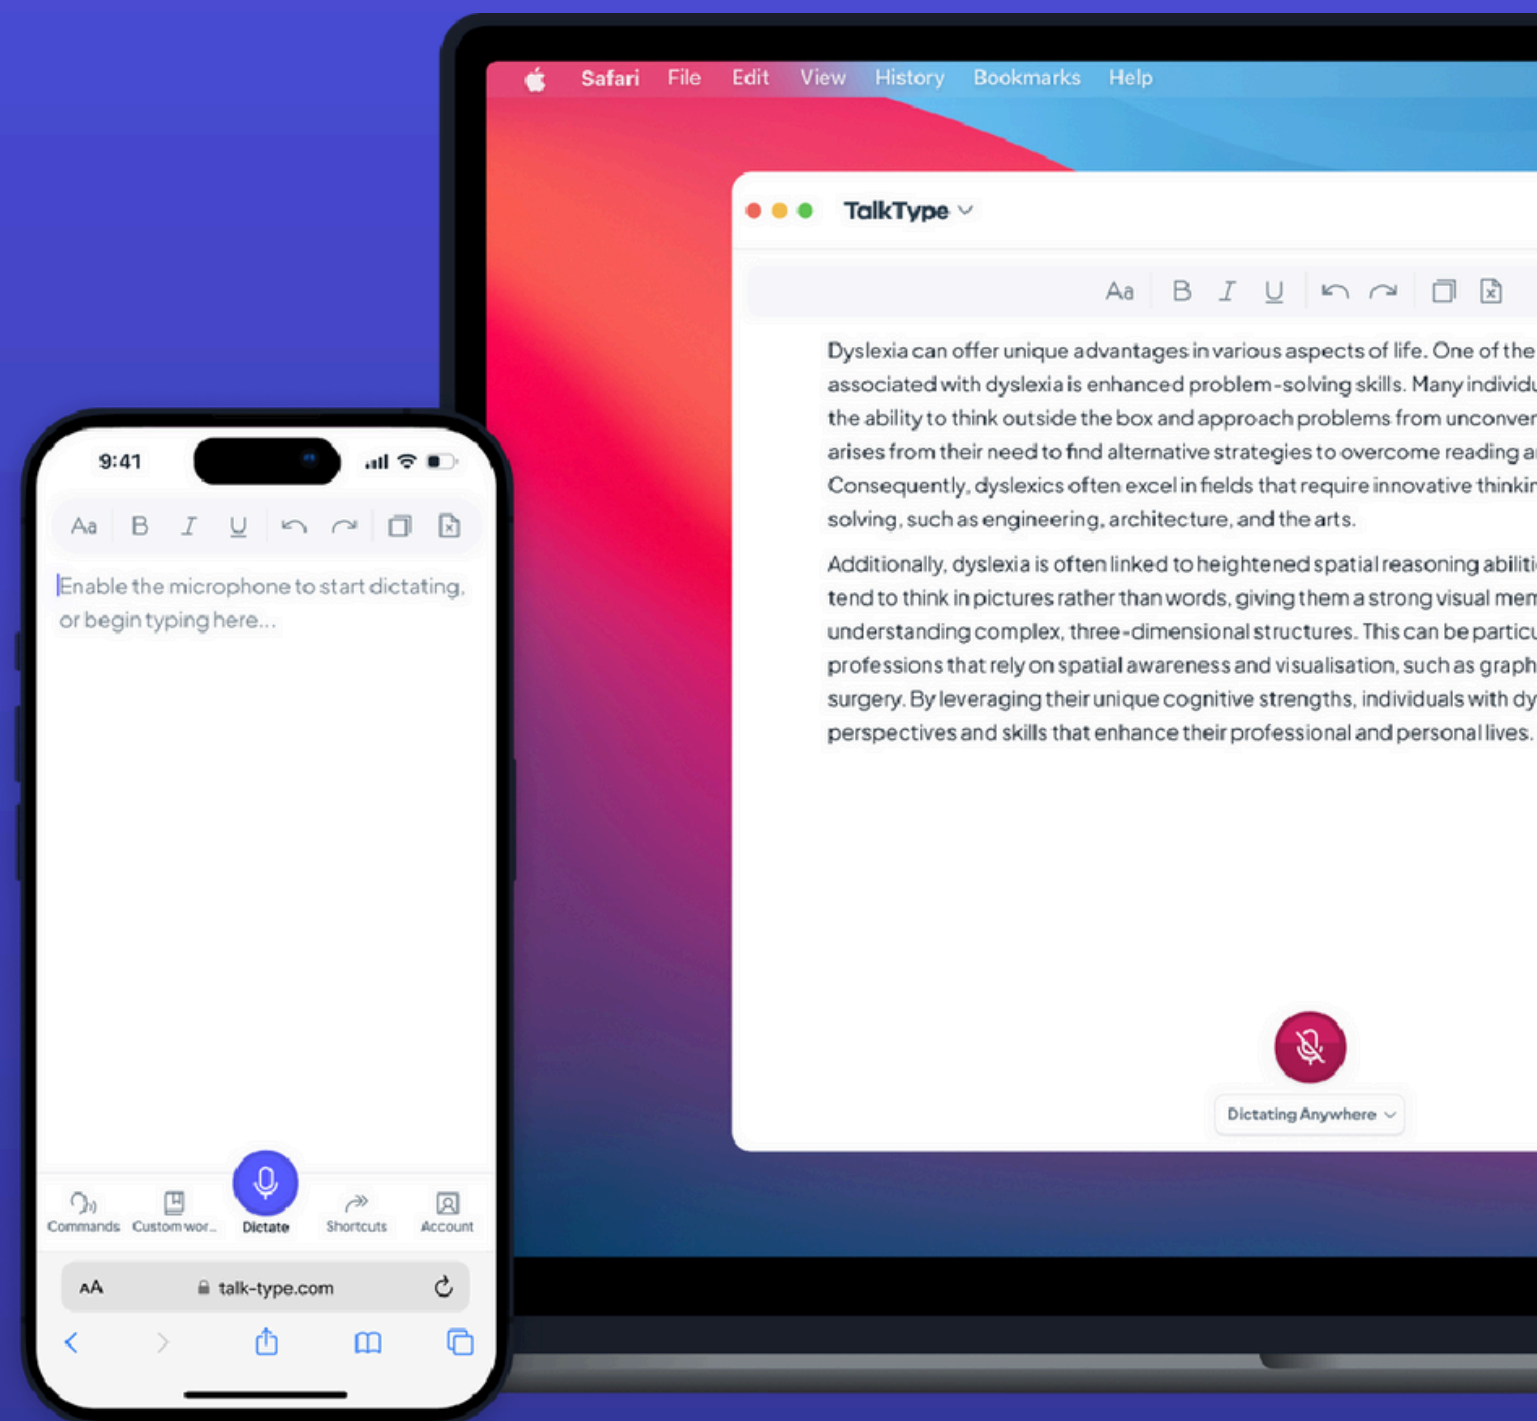 Safari File Edit View History Bookmarks Help
TalkType
Aa B I U
Dyslexia can offer unique advantages in various aspects of life. One of the
associated with dyslexia is enhanced problem-solving skills. Many
the ability to think outside the box and approach problems from
arises from their need to find alternative strategies to overcome reading
Consequently, dyslexics often excel in fields that require innovative
solving, such as engineering, architecture, and the arts.
Additionally, dyslexia is often linked to heightened spatial reasoning
tend to think in pictures rather than words, giving them a strong visual
understanding complex, three-dimensional structures. This can be
professions that rely on spatial awareness and visualisation, such as
surgery. By leveraging their unique cognitive strengths, individuals with
perspectives and skills that enhance their professional and personal lives.
Dictating Anywhere
9:41
Aa B I U
Enable the microphone to start dictating,
or begin typing here...
Commands Custom wor... Dictate Shortcuts Account
AA talk-type.com